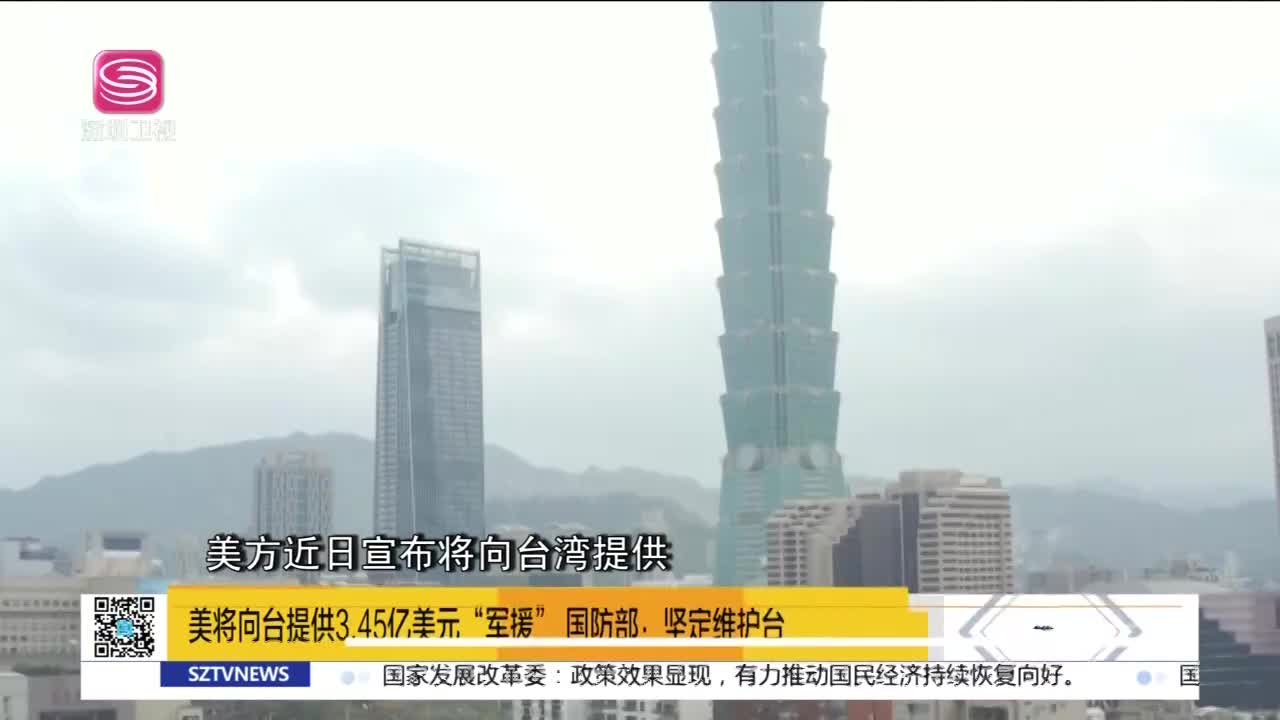 深圳卫视
美方近日宣布将向台湾提供
美将向台提供3.45亿美元“军援” 国防部：坚定维护台
SZTVNEWS
国家发展改革委：政策效果显现，有力推动国民经济持续恢复向好。 国